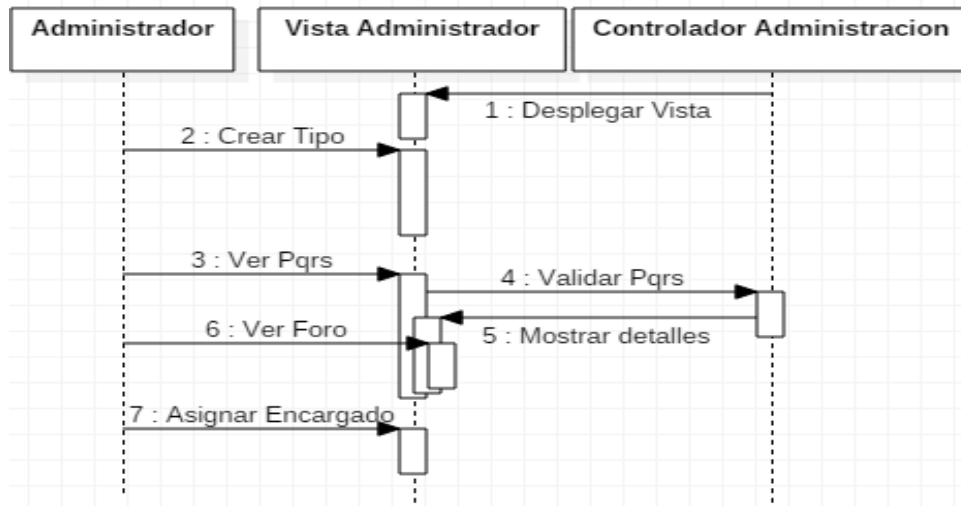 Administrador
Vista Administrador
Controlador Administracion
1 : Desplegar Vista
2 : Crear Tipo
3 : Ver Pqrs
4 : Validar Pqrs
5 : Mostrar detalles
6 : Ver Foro
7 : Asignar Encargado